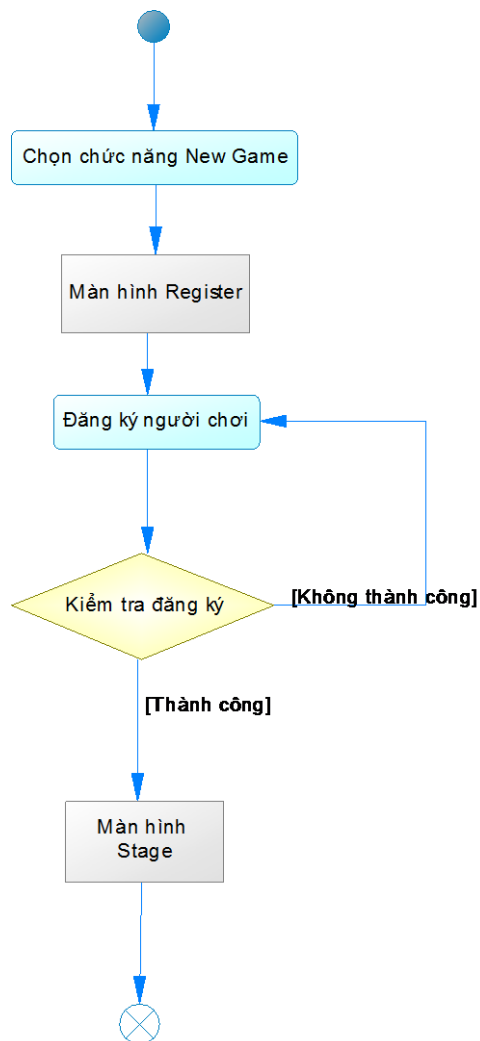 Chọn chức năng New Game
Màn hình Register
Đăng ký người chơi
Kiểm tra đăng ký
[Không thành công]
[Thành công]
Màn hình
Stage